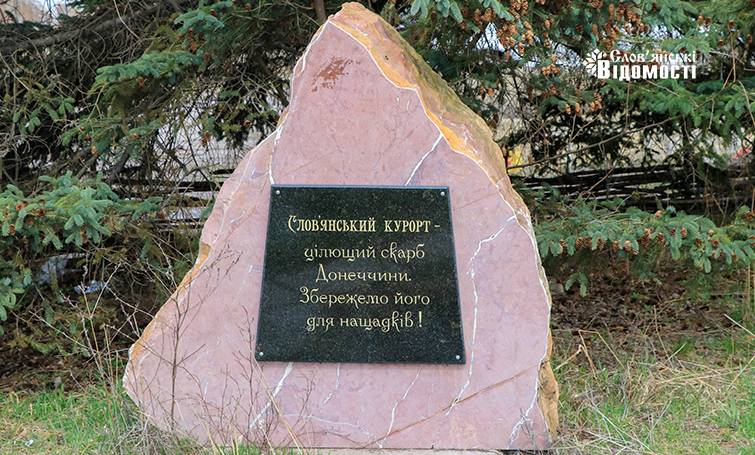 Слов'янські
Відомості
Слов'янський курорт -
цілющий скарб
Донеччини.
Збережемо його
для нащадків!